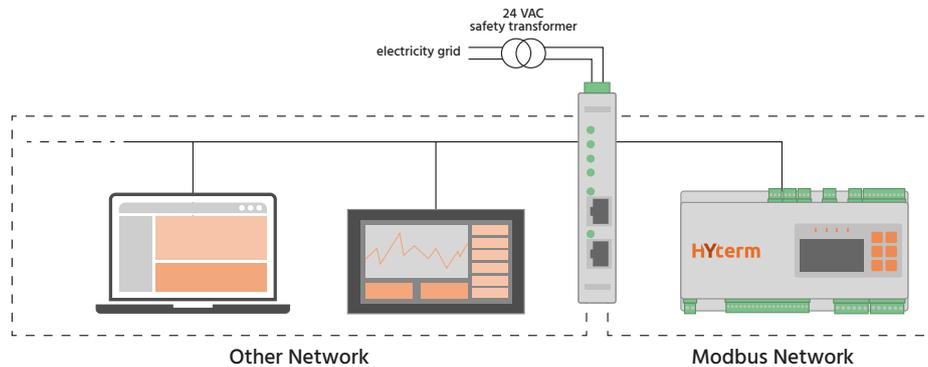 24 VAC
safety transformer
electricity grid
HYterm
Other Network
Modbus Network